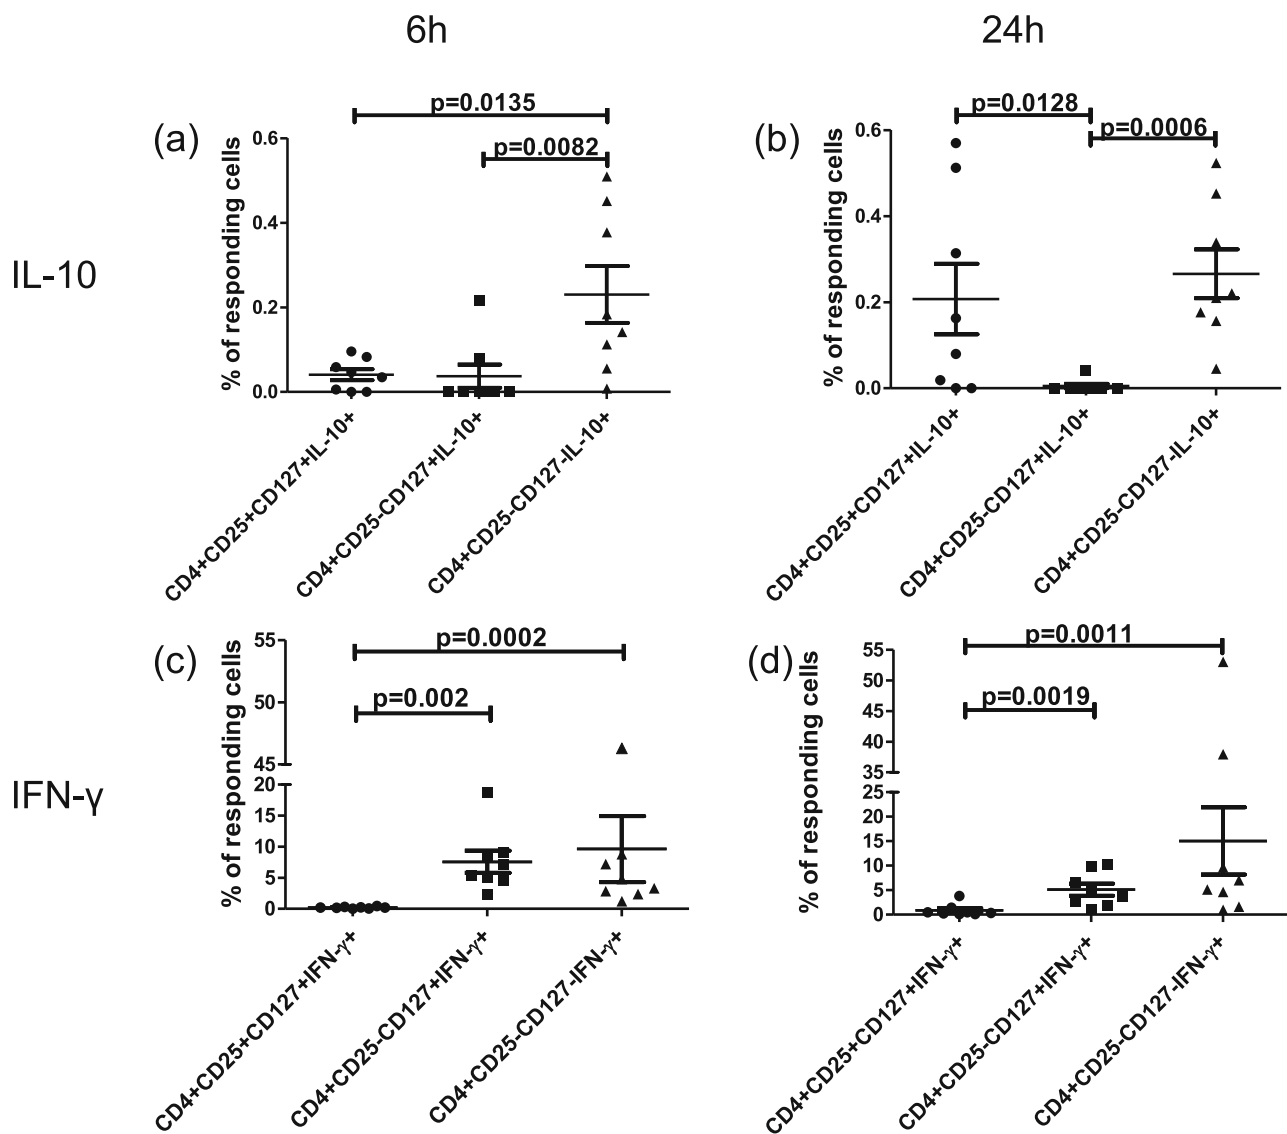 6h
24h
IL-10
IFN-γ
(a)
p=0.0135
p=0.0082
% of responding cells
0.6
0.4
0.2
0.0
CD4+CD25+CD127+IL-10+
CD4+CD25-CD127+IL-10+
CD4+CD25-CD127-IL-10+
(b)
p=0.0128
p=0.0006
% of responding cells
0.6
0.4
0.2
0.0
CD4+CD25+CD127+IL-10+
CD4+CD25-CD127+IL-10+
CD4+CD25-CD127-IL-10+
(c)
p=0.0002
p=0.002
% of responding cells
55
50
45
20
15
10
5
0
CD4+CD25+CD127+IFN-γ+
CD4+CD25-CD127+IFN-γ+
CD4+CD25-CD127-IFN-γ+
(d)
p=0.0011
p=0.0019
% of responding cells
55
50
45
40
35
25
20
15
10
5
0
CD4+CD25+CD127+IFN-γ+
CD4+CD25-CD127+IFN-γ+
CD4+CD25-CD127-IFN-γ+